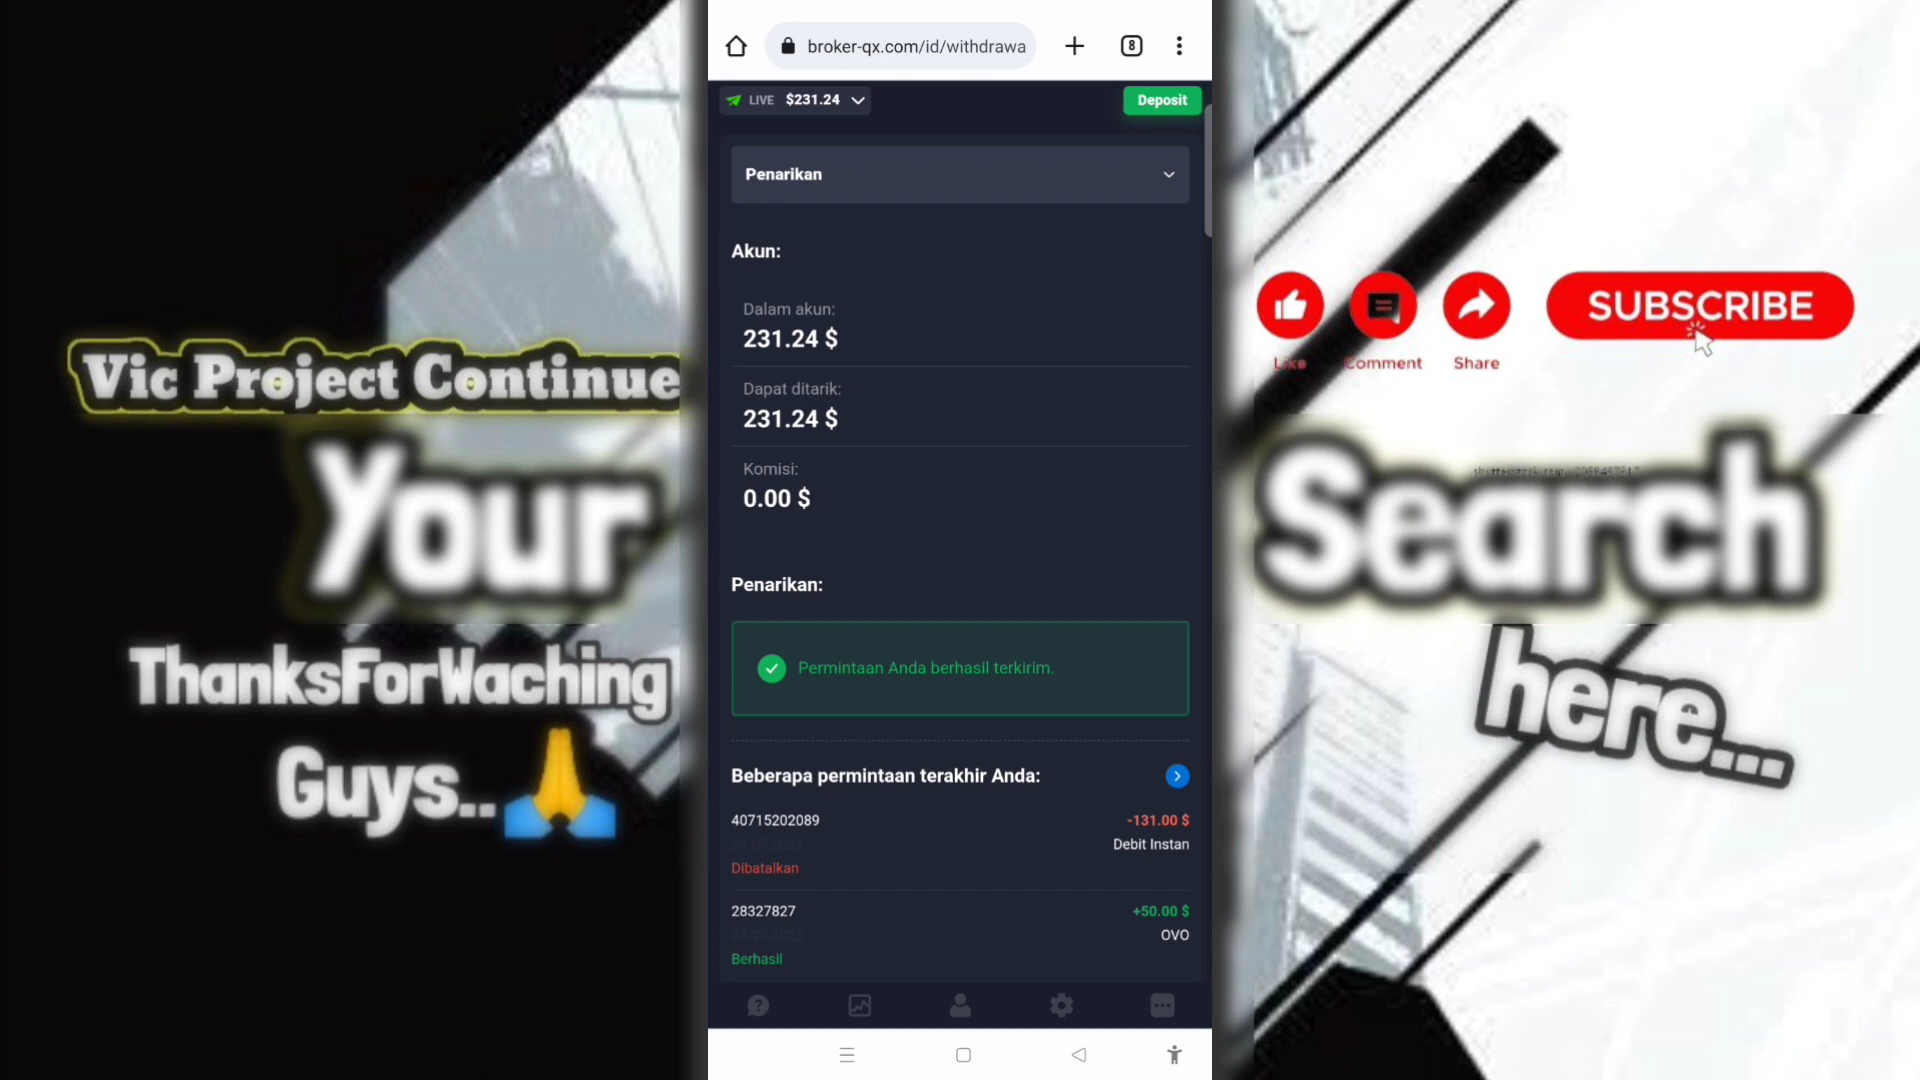 broker-qx.com/id/withdrawa
8
LIVE $231.24
Deposit
Penarikan
Akun:
Dalam akun:
231.24 $
Dapat ditarik:
231.24 $
Komisi:
0.00 $
Penarikan:
Permintaan Anda berhasil terkirim.
Beberapa permintaan terakhir Anda:
40715202089
-131.00 $
Debit Instan
Dibatalkan
28327827
+50.00 $
OVO
Berhasil
Vic Project Continue
Your
ThanksForWaching
Guys..🙏
SUBSCRIBE
Like
Comment
Share
Search
here...